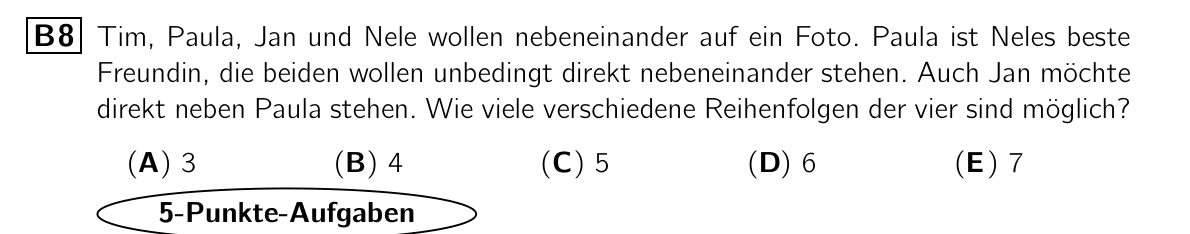 B8 Tim, Paula, Jan und Nele wollen nebeneinander auf ein Foto. Paula ist Neles beste
Freundin, die beiden wollen unbedingt direkt nebeneinander stehen. Auch Jan möchte
direkt neben Paula stehen. Wie viele verschiedene Reihenfolgen der vier sind möglich?
(A) 3 (B) 4 (C) 5 (D) 6 (E) 7
5-Punkte-Aufgaben